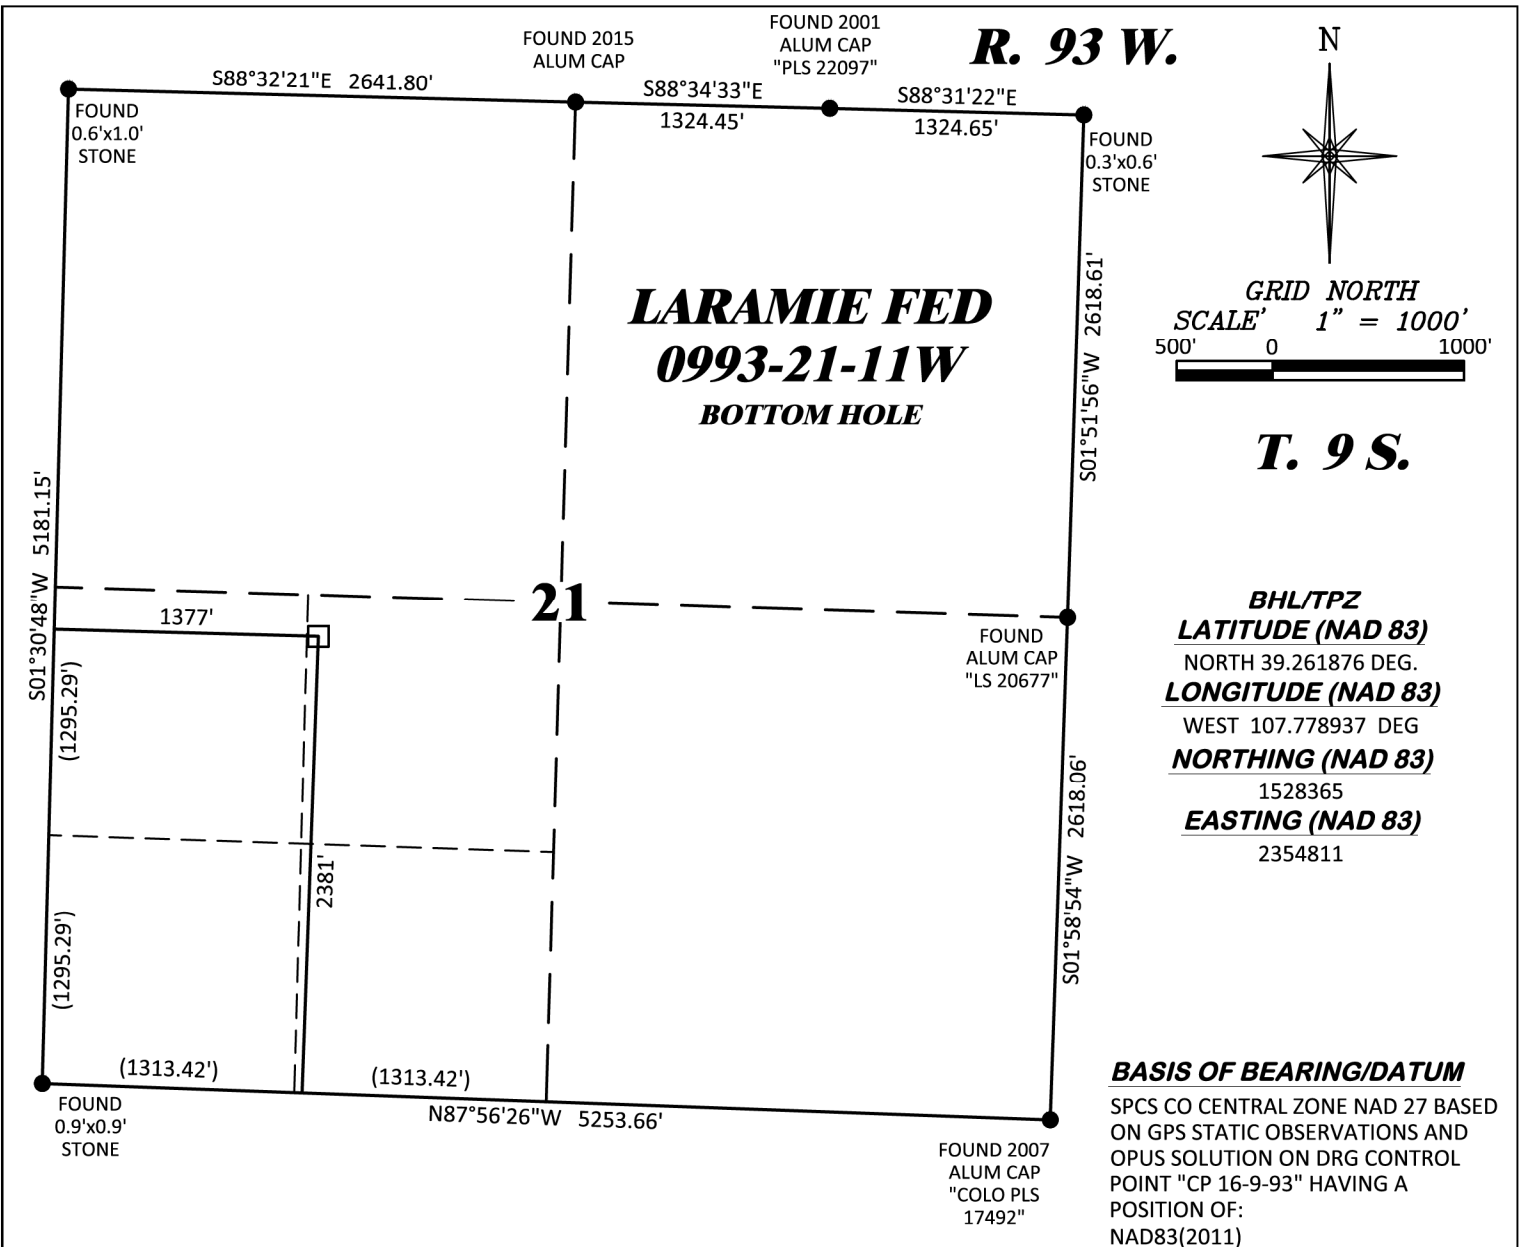 FOUND 2015
ALUM CAP
FOUND 2001
ALUM CAP
"PLS 22097"
R. 93 W.
N
S88°32'21"E 2641.80'
S88°34'33"E
1324.45'
S88°31'22"E
1324.65'
FOUND
0.6'x1.0'
STONE
FOUND
0.3'x0.6'
STONE
LARAMIE FED
0993-21-11W
BOTTOM HOLE
S01°51'56"W 2618.61'
GRID NORTH
SCALE' 1" = 1000'
500' 0 1000'
T. 9 S.
S01°30'48"W 5181.15'
21
1377'
(1295.29')
FOUND
ALUM CAP
"LS 20677"
BHL/TPZ
LATITUDE (NAD 83)
NORTH 39.261876 DEG.
LONGITUDE (NAD 83)
WEST 107.778937 DEG
NORTHING (NAD 83)
1528365
EASTING (NAD 83)
2354811
2381'
S01°58'54"W 2618.06'
(1295.29')
(1313.42')
(1313.42')
N87°56'26"W 5253.66'
FOUND
0.9'x0.9'
STONE
FOUND 2007
ALUM CAP
"COLO PLS
17492"
BASIS OF BEARING/DATUM
SPCS CO CENTRAL ZONE NAD 27 BASED
ON GPS STATIC OBSERVATIONS AND
OPUS SOLUTION ON DRG CONTROL
POINT "CP 16-9-93" HAVING A
POSITION OF:
NAD83(2011)